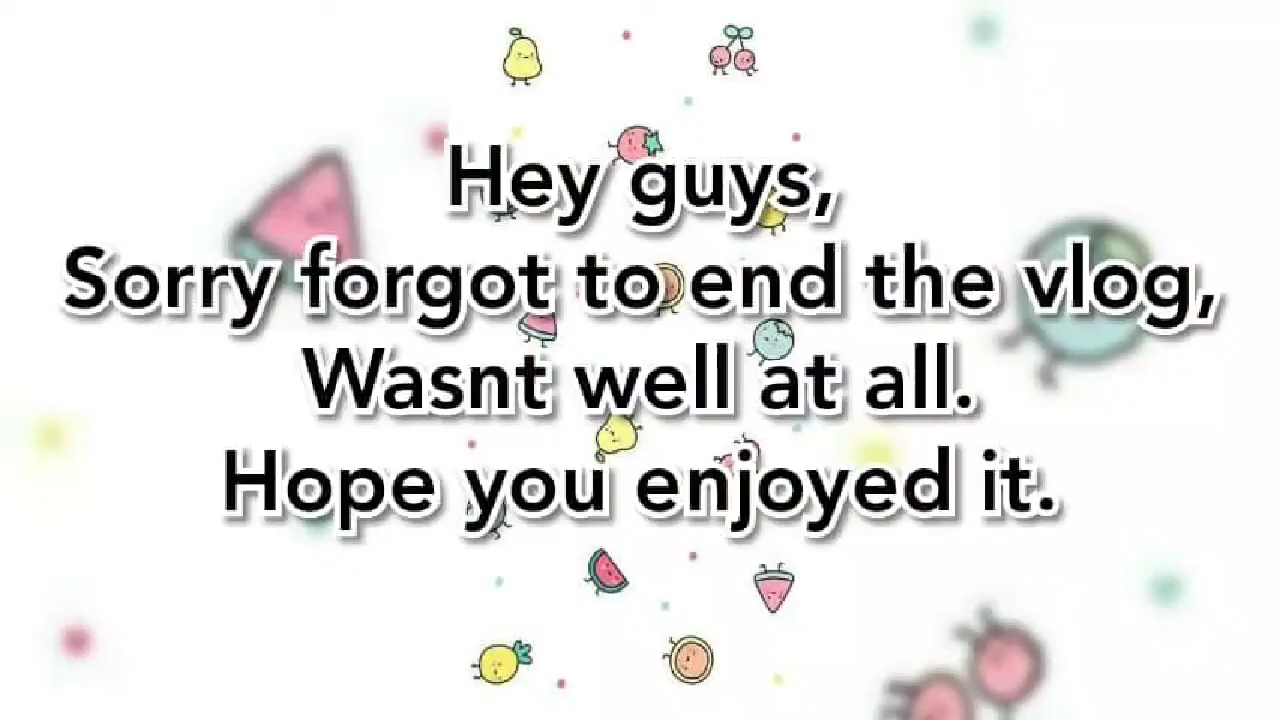 Hey guys,
Sorry forgot to end the vlog,
Wasnt well at all.
Hope you enjoyed it.